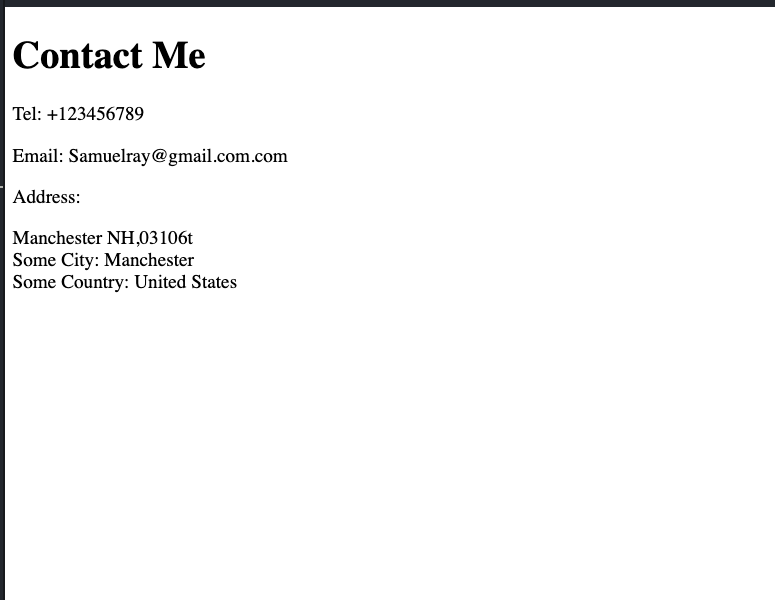 Contact Me
Tel: +123456789
Email: Samuelray@gmail.com.com
Address:
Manchester NH,03106t
Some City: Manchester
Some Country: United States